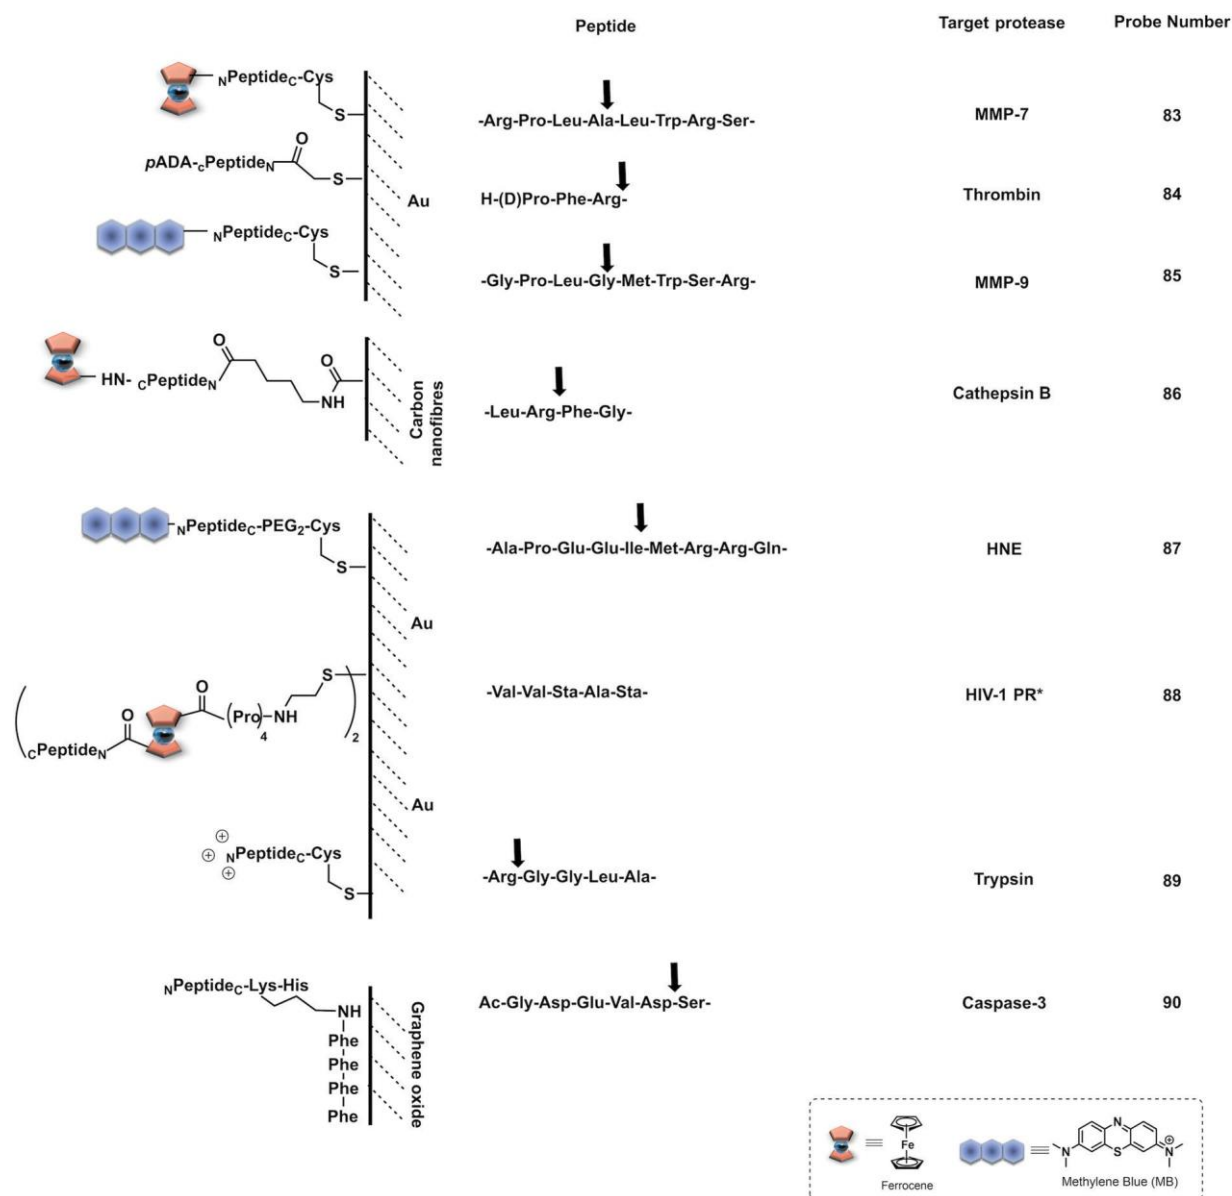 Peptide Target protease Probe Number
NPeptideC-Cys
S
-Arg-Pro-Leu-Ala-Leu-Trp-Arg-Ser- MMP-7 83
O
pADA-cPeptideN
S
H-(D)Pro-Phe-Arg- Thrombin 84
Au
NPeptideC-Cys
S
-Gly-Pro-Leu-Gly-Met-Trp-Ser-Arg- MMP-9 85
O
O
HN- CPeptideN
NH
Carbon
nanofibres
-Leu-Arg-Phe-Gly- Cathepsin B 86
NPeptideC-PEG2-Cys
S
-Ala-Pro-Glu-Glu-Ile-Met-Arg-Arg-Gln- HNE 87
Au
S
O
O
(Pro)4 NH
( )2
CPeptideN
-Val-Val-Sta-Ala-Sta- HIV-1 PR* 88
Au
⊕
⊕
⊕
NPeptideC-Cys
S
-Arg-Gly-Gly-Leu-Ala- Trypsin 89
NPeptideC-Lys-His
NH
Phe
Phe
Phe
Phe
Graphene oxide
Ac-Gly-Asp-Glu-Val-Asp-Ser- Caspase-3 90
Fe
Ferrocene
N
N
S
N
+
Methylene Blue (MB)